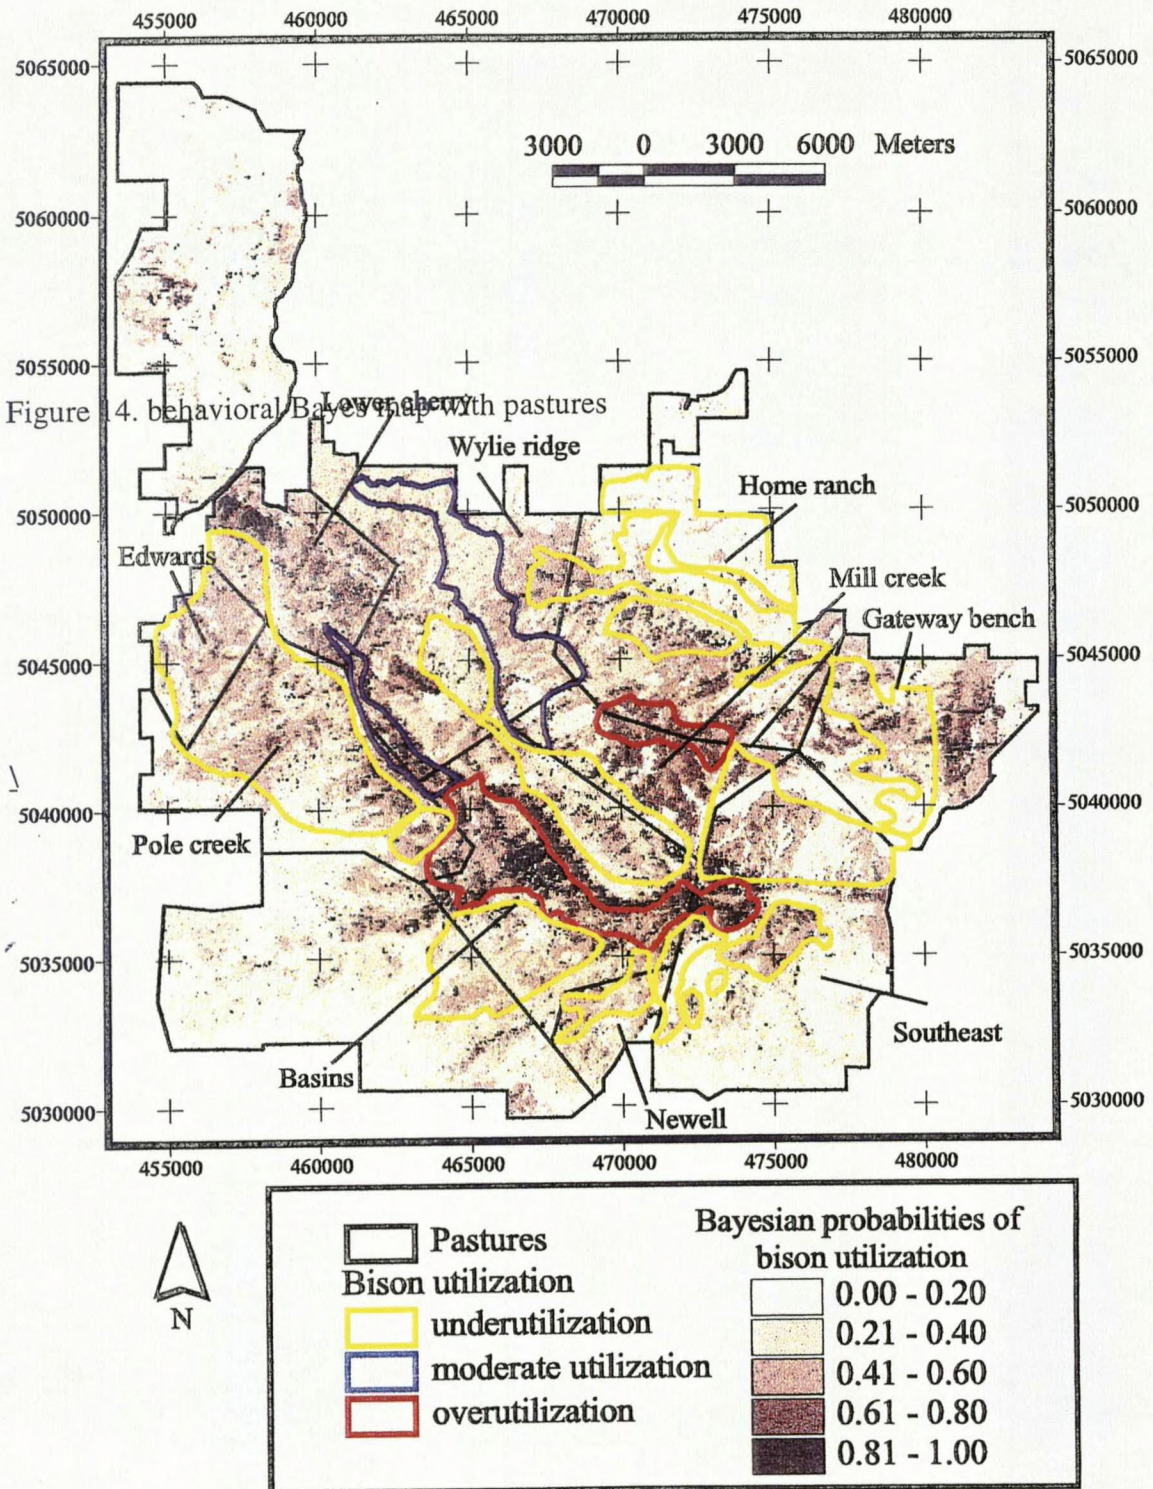 455000 460000 465000 470000 475000 480000
5065000 5065000
3000 0 3000 6000 Meters
5060000 5060000
5055000 5055000
Lower cherry
Figure 14. behavioral Bayes map with pastures
Wylie ridge
Home ranch
5050000 5050000
Edwards
Mill creek
Gateway bench
5045000 5045000
5040000 5040000
Pole creek
5035000 5035000
Southeast
Basins
5030000 5030000
Newell
455000 460000 465000 470000 475000 480000
N
Pastures
Bison utilization
underutilization
moderate utilization
overutilization
Bayesian probabilities of
bison utilization
0.00 - 0.20
0.21 - 0.40
0.41 - 0.60
0.61 - 0.80
0.81 - 1.00